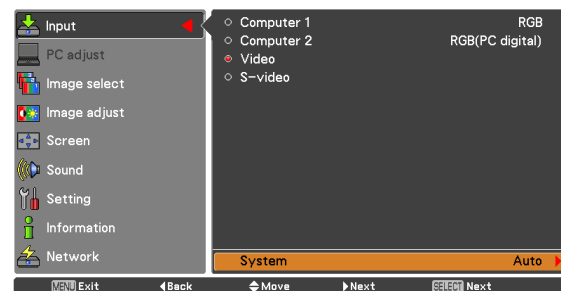 Input
PC adjust
Image select
Image adjust
Screen
Sound
Setting
Information
Network
Computer 1 RGB
Computer 2 RGB(PC digital)
Video
S-video
System Auto
MENU Exit Back Move Next SELECT Next